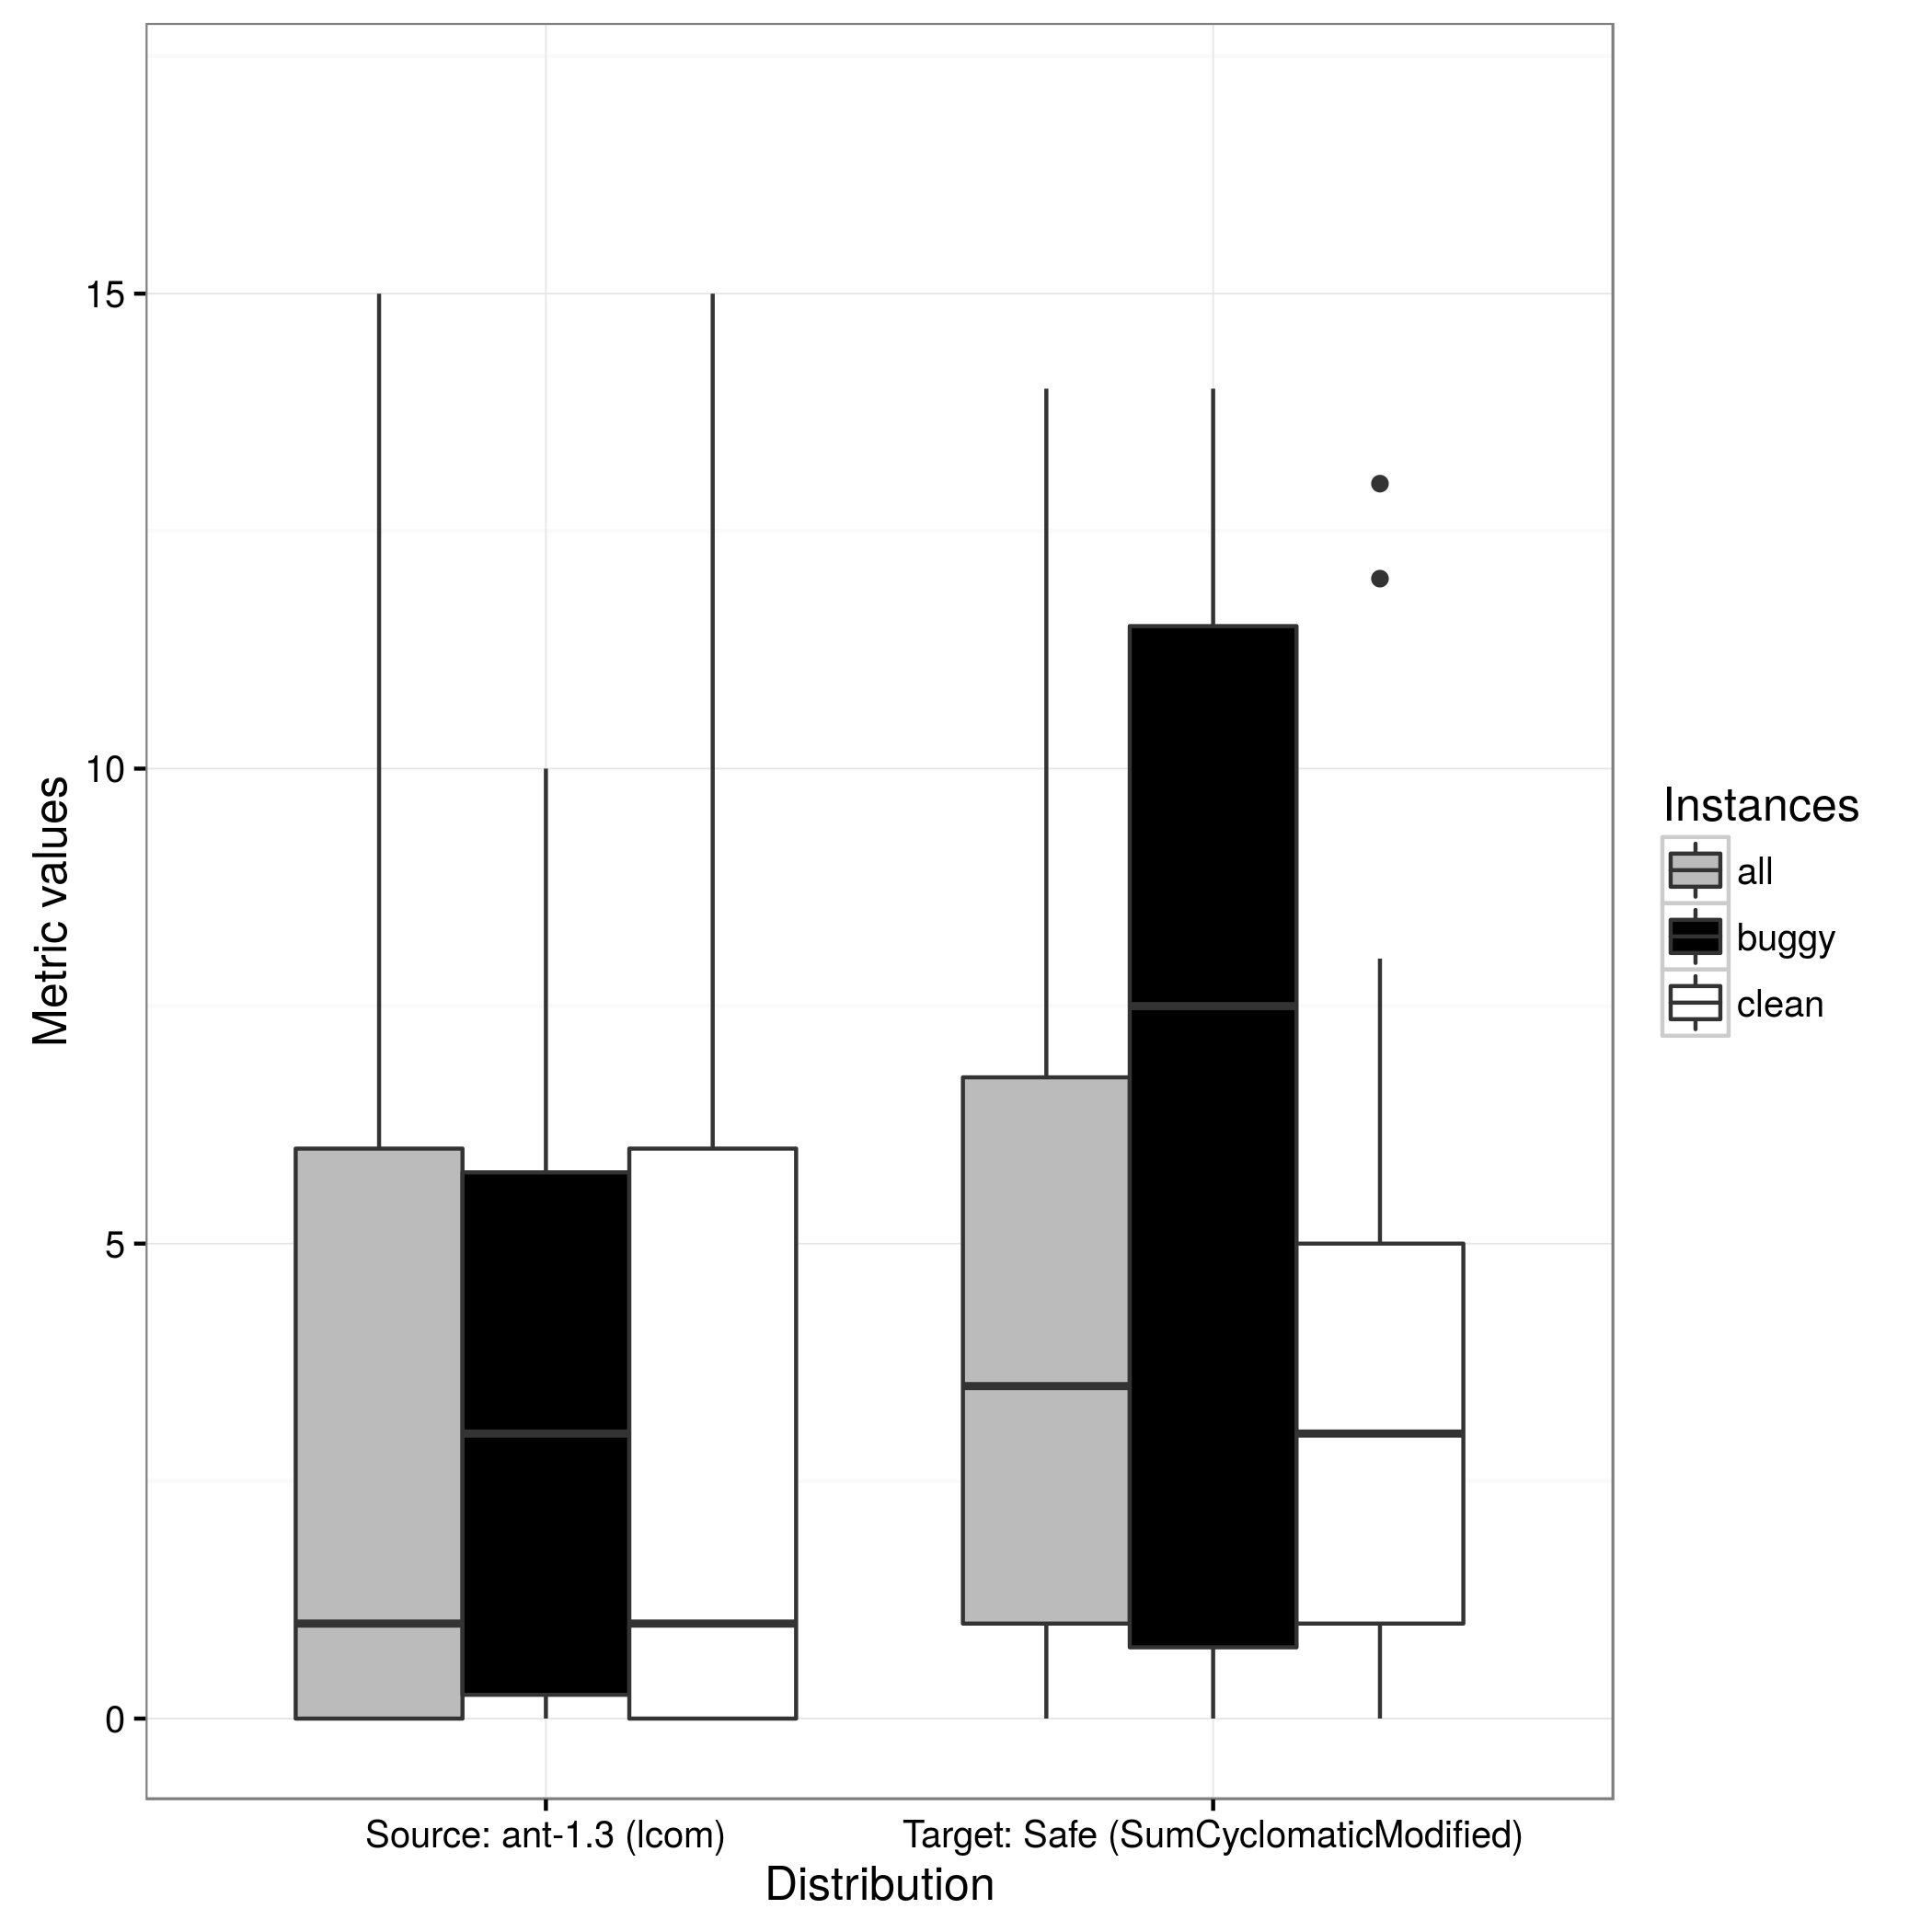 Metric values
15
10
5
0
Source: ant-1.3 (lcom)
Target: Safe (SumCyclomaticModified)
Distribution
Instances
all
buggy
clean